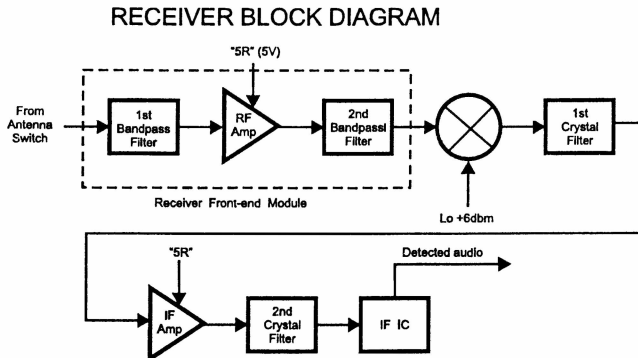 RECEIVER BLOCK DIAGRAM
"5R" (5V)
From
Antenna
Switch
1st
Bandpass
Filter
RF
Amp
2nd
Bandpassl
Filter
1st
Crystal
Filter
Receiver Front-end Module
Lo +6dbm
"5R"
Detected audio
IF
Amp
2nd
Crystal
Filter
IF IC